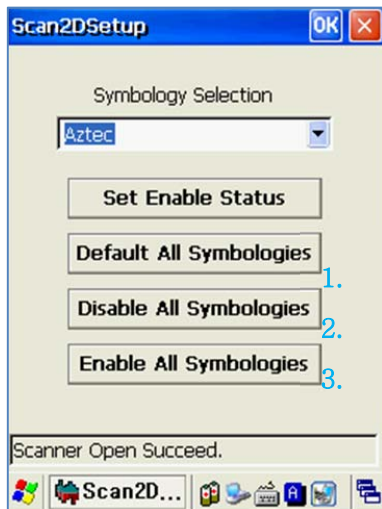 Scan2DSetup OK
Symbology Selection
Aztec
Set Enable Status
Default All Symbologies
1.
Disable All Symbologies
2.
Enable All Symbologies
3.
Scanner Open Succeed.
Scan2D... A